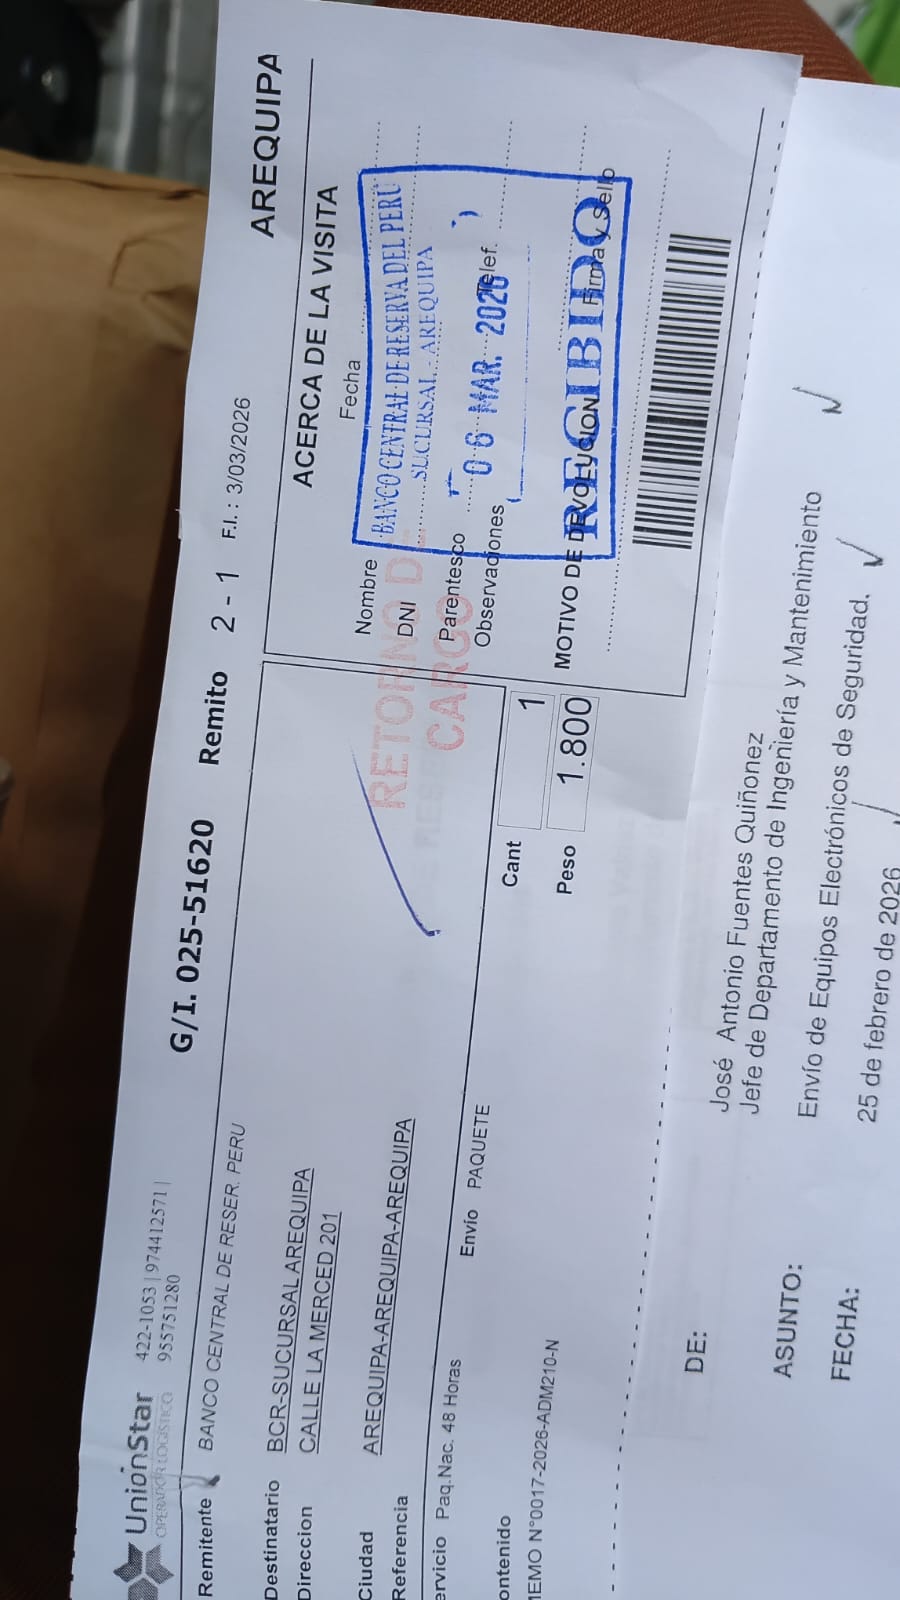 UnionStar
OPERADOR LOGISTICO
422-1053 | 974412571 |
955751280
G/I. 025-51620 Remito 2 - 1 F.I. : 3/03/2026 AREQUIPA
Remitente BANCO CENTRAL DE RESER. PERU
Destinatario BCR-SUCURSAL AREQUIPA
Direccion CALLE LA MERCED 201
Ciudad AREQUIPA-AREQUIPA-AREQUIPA
Referencia
ervicio Paq.Nac. 48 Horas Envío PAQUETE
ontenido
MEMO N°0017-2026-ADM210-N
Cant 1
Peso 1.800
RETORNO DE
CARGO
ACERCA DE LA VISITA
Fecha
Nombre
DNI
Parentesco
Observaciones
Telef.
MOTIVO DE DEVOLUCION
Firma y Sello
BANCO CENTRAL DE RESERVA DEL PERU
SUCURSAL AREQUIPA
06 MAR. 2026
RECIBIDO
DE: José Antonio Fuentes Quiñonez
Jefe de Departamento de Ingeniería y Mantenimiento
ASUNTO: Envío de Equipos Electrónicos de Seguridad.
FECHA: 25 de febrero de 2026